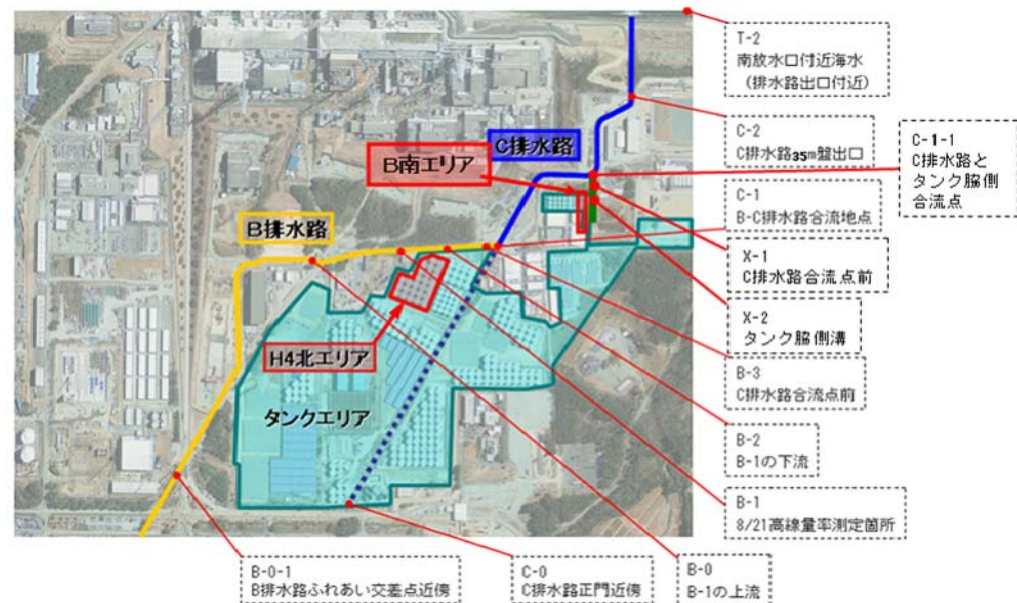 T-2
南放水口付近海水
（排水路出口付近）
C排水路
B南エリア
C-2
C排水路35m盤出口
C-1-1
C排水路と
タンク脇側
合流点
C-1
B-C排水路合流地点
B排水路
X-1
C排水路合流点前
X-2
タンク脇側溝
H4北エリア
タンクエリア
B-3
C排水路合流点前
B-2
B-1の下流
B-1
8/21高線量率測定箇所
B-0-1
B排水路ふれあい交差点近傍
C-0
C排水路正門近傍
B-0
B-1の上流